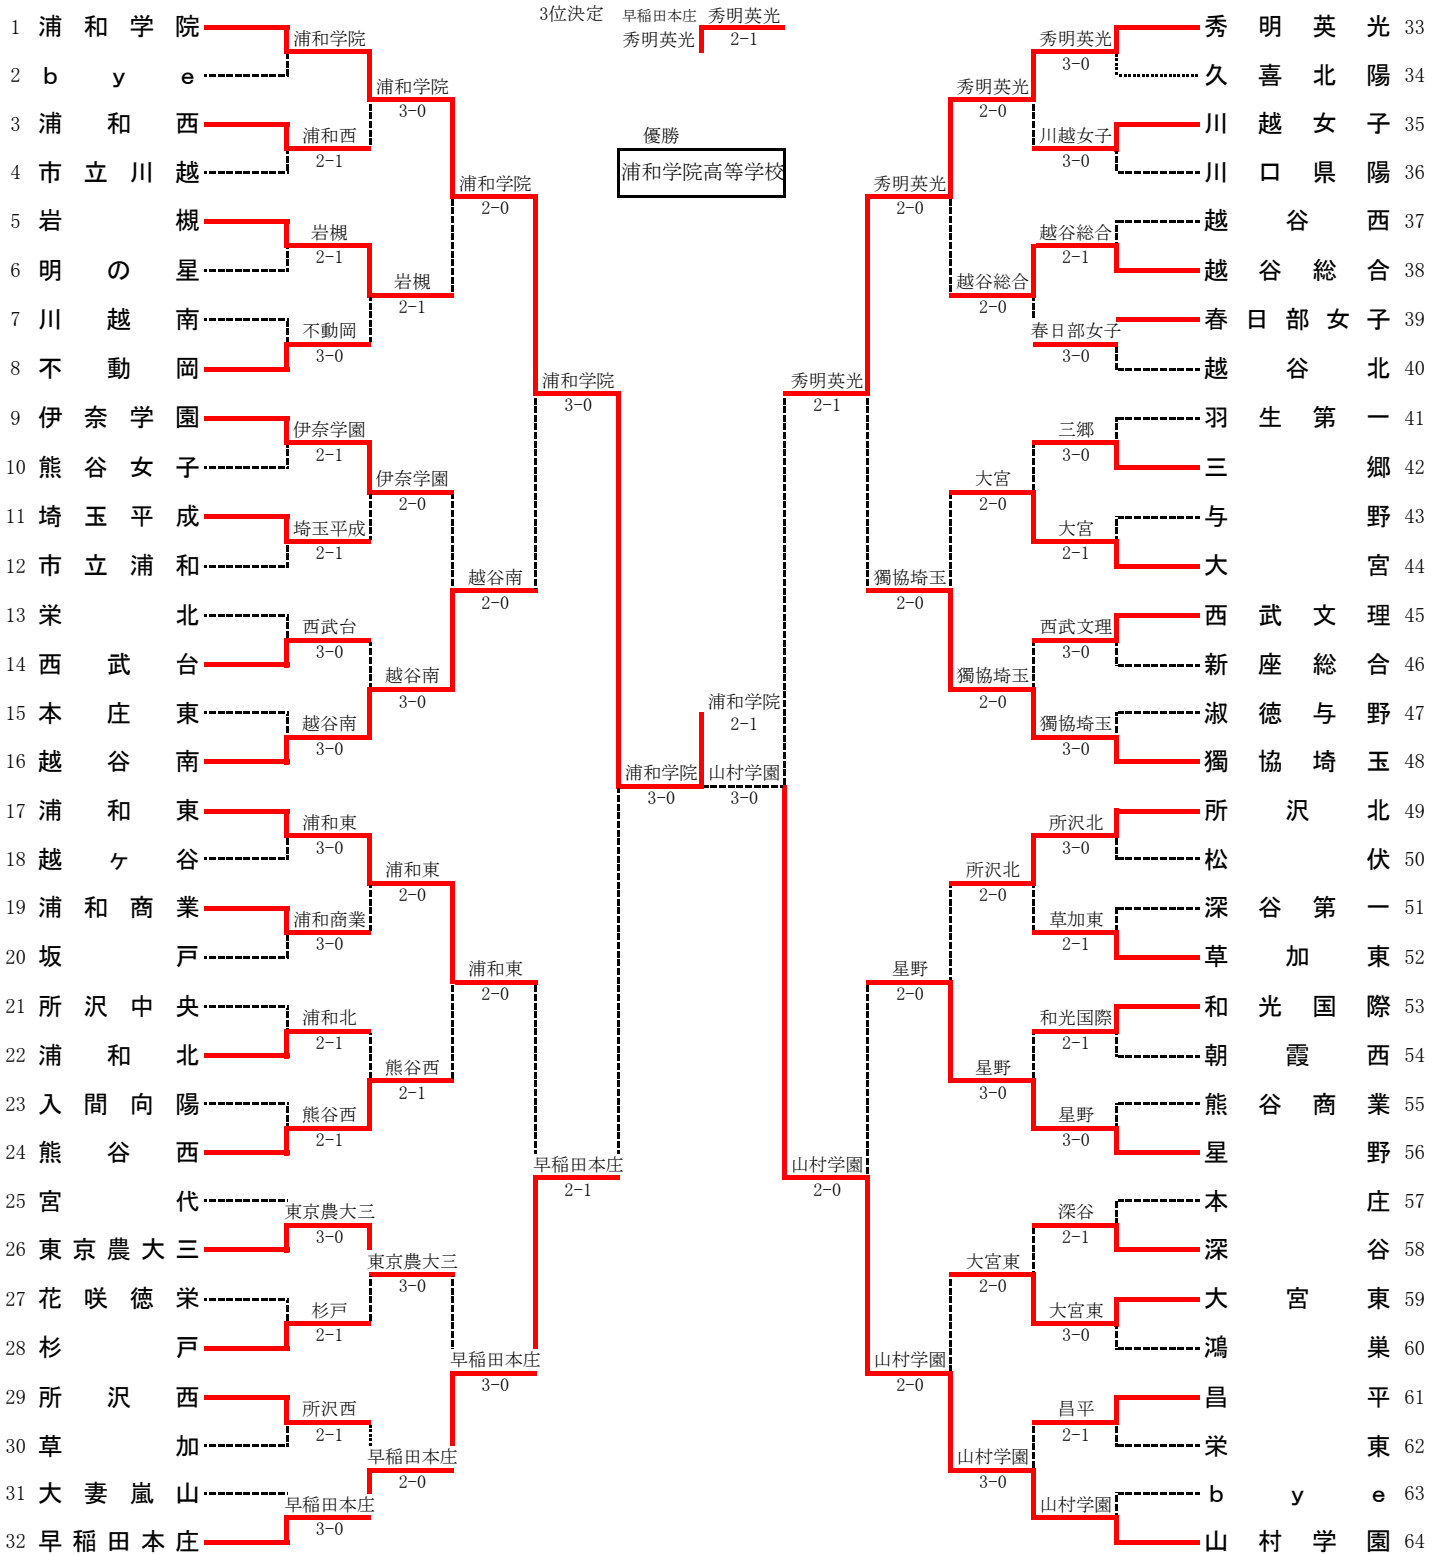 3位決定 早稲田本庄 秀明英光
秀明英光 2-1
優勝
浦和学院高等学校
1 浦和学院
2 bye
3 浦和西
4 市立川越
5 岩槻
6 明の星
7 川越南
8 不動岡
9 伊奈学園
10 熊谷女子
11 埼玉平成
12 市立浦和
13 栄北
14 西武台
15 本庄東
16 越谷南
17 浦和東
18 越ヶ谷
19 浦和商業
20 坂戸
21 所沢中央
22 浦和北
23 入間向陽
24 熊谷西
25 宮代
26 東京農大三
27 花咲徳栄
28 杉戸
29 所沢西
30 草加
31 大妻嵐山
32 早稲田本庄
浦和学院
浦和西
2-1
岩槻
2-1
不動岡
3-0
伊奈学園
2-1
埼玉平成
2-1
西武台
3-0
越谷南
3-0
浦和東
3-0
浦和商業
3-0
浦和北
2-1
熊谷西
2-1
東京農大三
3-0
杉戸
2-1
所沢西
2-1
早稲田本庄
3-0
浦和学院
3-0
岩槻
2-1
伊奈学園
2-0
越谷南
3-0
浦和東
2-0
熊谷西
2-1
東京農大三
3-0
早稲田本庄
2-0
浦和学院
2-0
越谷南
2-0
浦和東
2-0
早稲田本庄
3-0
浦和学院
3-0
早稲田本庄
2-1
浦和学院
3-0
浦和学院
2-1
山村学園
3-0
秀明英光
2-1
山村学園
2-0
秀明英光
2-0
獨協埼玉
2-0
星野
2-0
山村学園
2-0
秀明英光
2-0
越谷総合
2-0
大宮
2-0
獨協埼玉
2-0
所沢北
2-0
星野
3-0
大宮東
2-0
山村学園
3-0
秀明英光
3-0
川越女子
3-0
越谷総合
2-1
春日部女子
3-0
三郷
3-0
大宮
2-1
西武文理
3-0
獨協埼玉
3-0
所沢北
3-0
草加東
2-1
和光国際
2-1
星野
3-0
深谷
2-1
大宮東
3-0
昌平
2-1
山村学園
秀明英光 33
久喜北陽 34
川越女子 35
川口県陽 36
越谷西 37
越谷総合 38
春日部女子 39
越谷北 40
羽生第一 41
三郷 42
与野 43
大宮 44
西武文理 45
新座総合 46
淑徳与野 47
獨協埼玉 48
所沢北 49
松伏 50
深谷第一 51
草加東 52
和光国際 53
朝霞西 54
熊谷商業 55
星野 56
本庄 57
深谷 58
大宮東 59
鴻巣 60
昌平 61
栄東 62
bye 63
山村学園 64